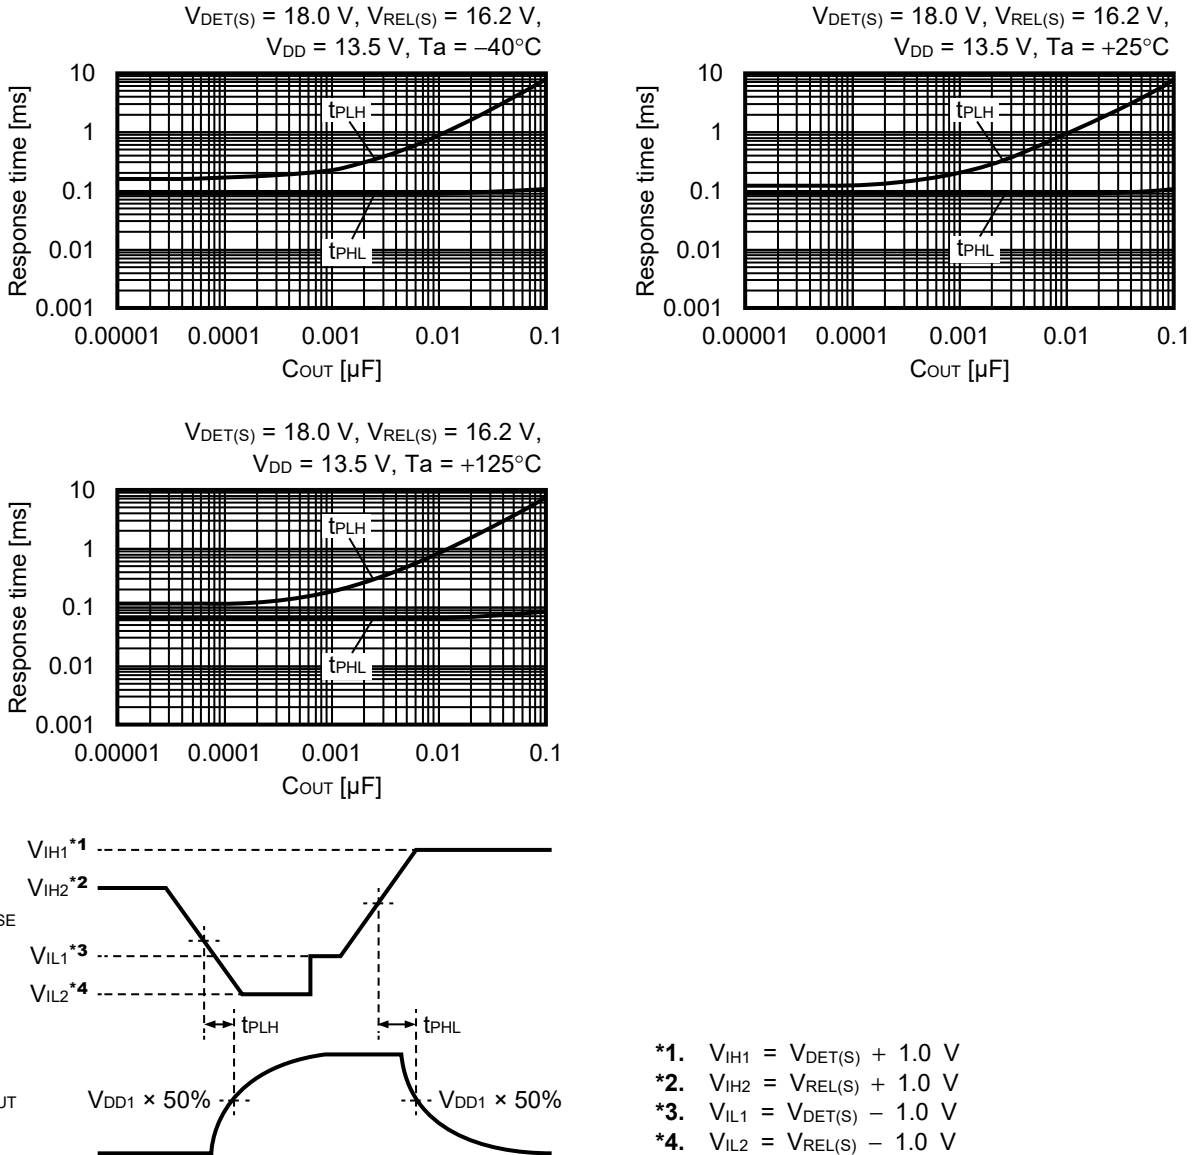 VDET(S) = 18.0 V, VREL(S) = 16.2 V,
VDD = 13.5 V, Ta = −40°C
Response time [ms]
10
1
0.1
0.01
0.001
tPLH
tPHL
0.00001 0.0001 0.001 0.01 0.1
COUT [µF]
VDET(S) = 18.0 V, VREL(S) = 16.2 V,
VDD = 13.5 V, Ta = +25°C
Response time [ms]
10
1
0.1
0.01
0.001
tPLH
tPHL
0.00001 0.0001 0.001 0.01 0.1
COUT [µF]
VDET(S) = 18.0 V, VREL(S) = 16.2 V,
VDD = 13.5 V, Ta = +125°C
Response time [ms]
10
1
0.1
0.01
0.001
tPLH
tPHL
0.00001 0.0001 0.001 0.01 0.1
COUT [µF]
VIH1*1
VIH2*2
SE
VIL1*3
VIL2*4
tPLH tPHL
UT
VDD1 × 50% VDD1 × 50%
*1. VIH1 = VDET(S) + 1.0 V
*2. VIH2 = VREL(S) + 1.0 V
*3. VIL1 = VDET(S) − 1.0 V
*4. VIL2 = VREL(S) − 1.0 V